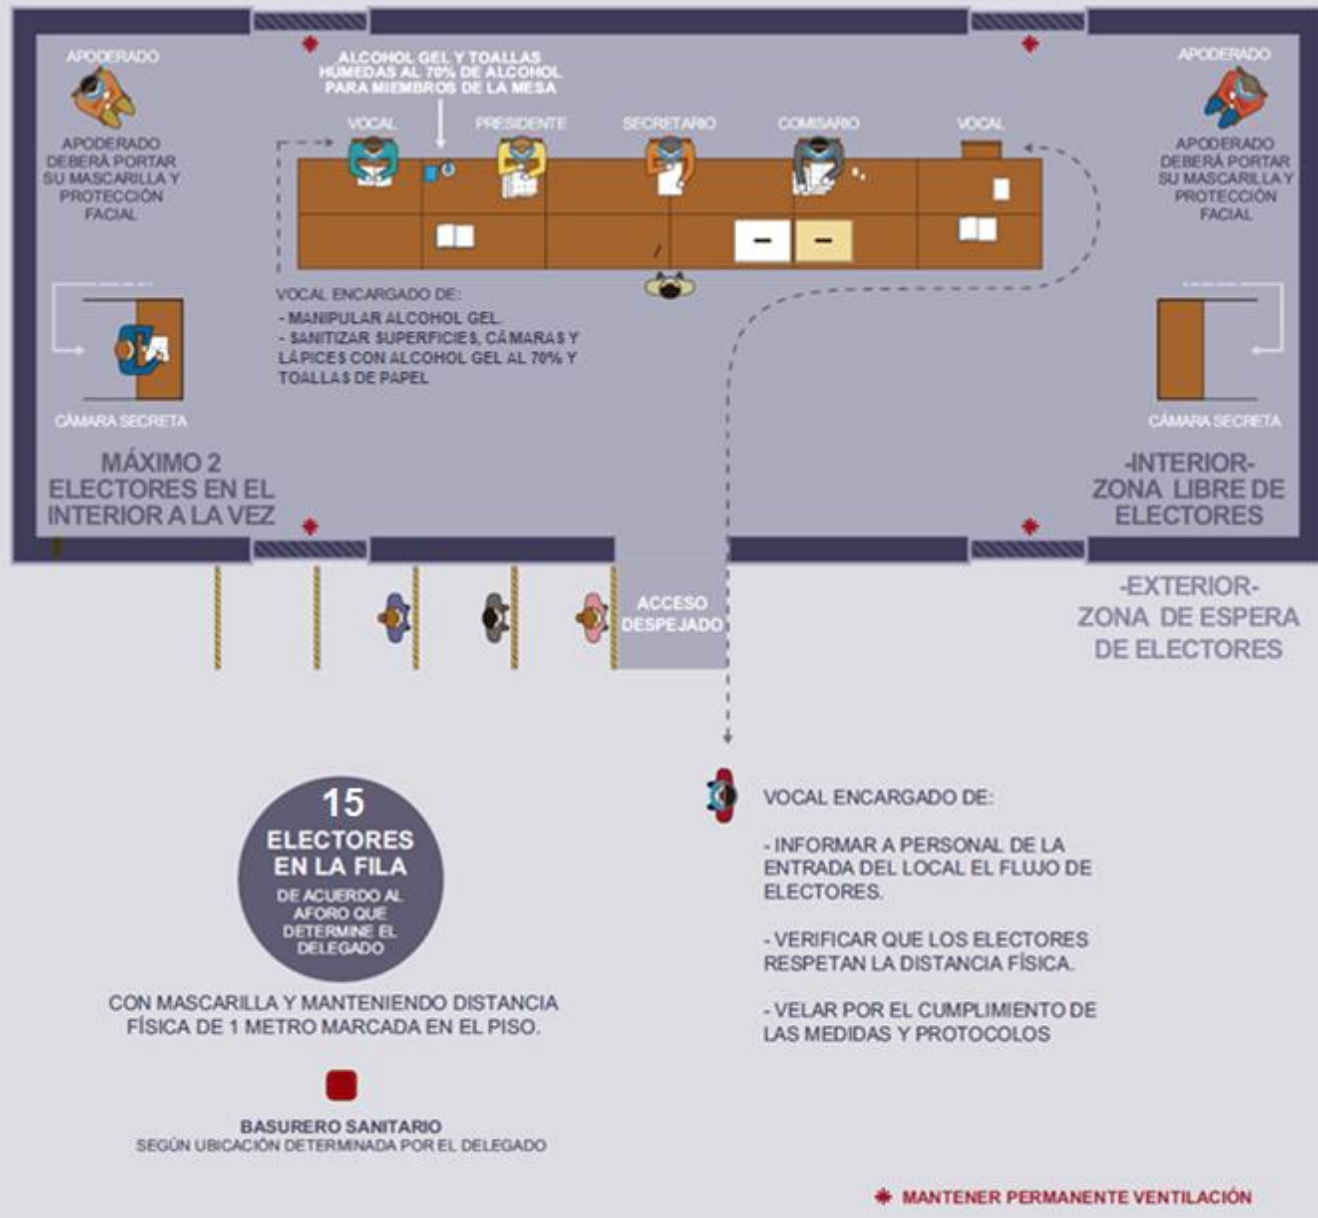 APODERADO
APODERADO
DEBERÁ PORTAR
SU MASCARILLA Y
PROTECCIÓN
FACIAL
ALCOHOL GEL Y TOALLAS
HÚMEDAS AL 70% DE ALCOHOL
PARA MIEMBROS DE LA MESA
VOCAL
PRESIDENTE
SECRETARIO
COMISARIO
VOCAL
APODERADO
APODERADO
DEBERÁ PORTAR
SU MASCARILLA Y
PROTECCIÓN
FACIAL
VOCAL ENCARGADO DE:
- MANIPULAR ALCOHOL GEL.
- SANITIZAR SUPERFICIES, CÁMARAS Y
LÁPICES CON ALCOHOL GEL AL 70% Y
TOALLAS DE PAPEL
CÁMARA SECRETA
CÁMARA SECRETA
MÁXIMO 2
ELECTORES EN EL
INTERIOR A LA VEZ
-INTERIOR-
ZONA LIBRE DE
ELECTORES
ACCESO
DESPEJADO
-EXTERIOR-
ZONA DE ESPERA
DE ELECTORES
15
ELECTORES
EN LA FILA
DE ACUERDO AL
AFORO QUE
DETERMINE EL
DELEGADO
CON MASCARILLA Y MANTENIENDO DISTANCIA
FÍSICA DE 1 METRO MARCADA EN EL PISO.
BASURERO SANITARIO
SEGÚN UBICACIÓN DETERMINADA POR EL DELEGADO
VOCAL ENCARGADO DE:
- INFORMAR A PERSONAL DE LA
ENTRADA DEL LOCAL EL FLUJO DE
ELECTORES.
- VERIFICAR QUE LOS ELECTORES
RESPETAN LA DISTANCIA FÍSICA.
- VELAR POR EL CUMPLIMIENTO DE
LAS MEDIDAS Y PROTOCOLOS
MANTENER PERMANENTE VENTILACIÓN